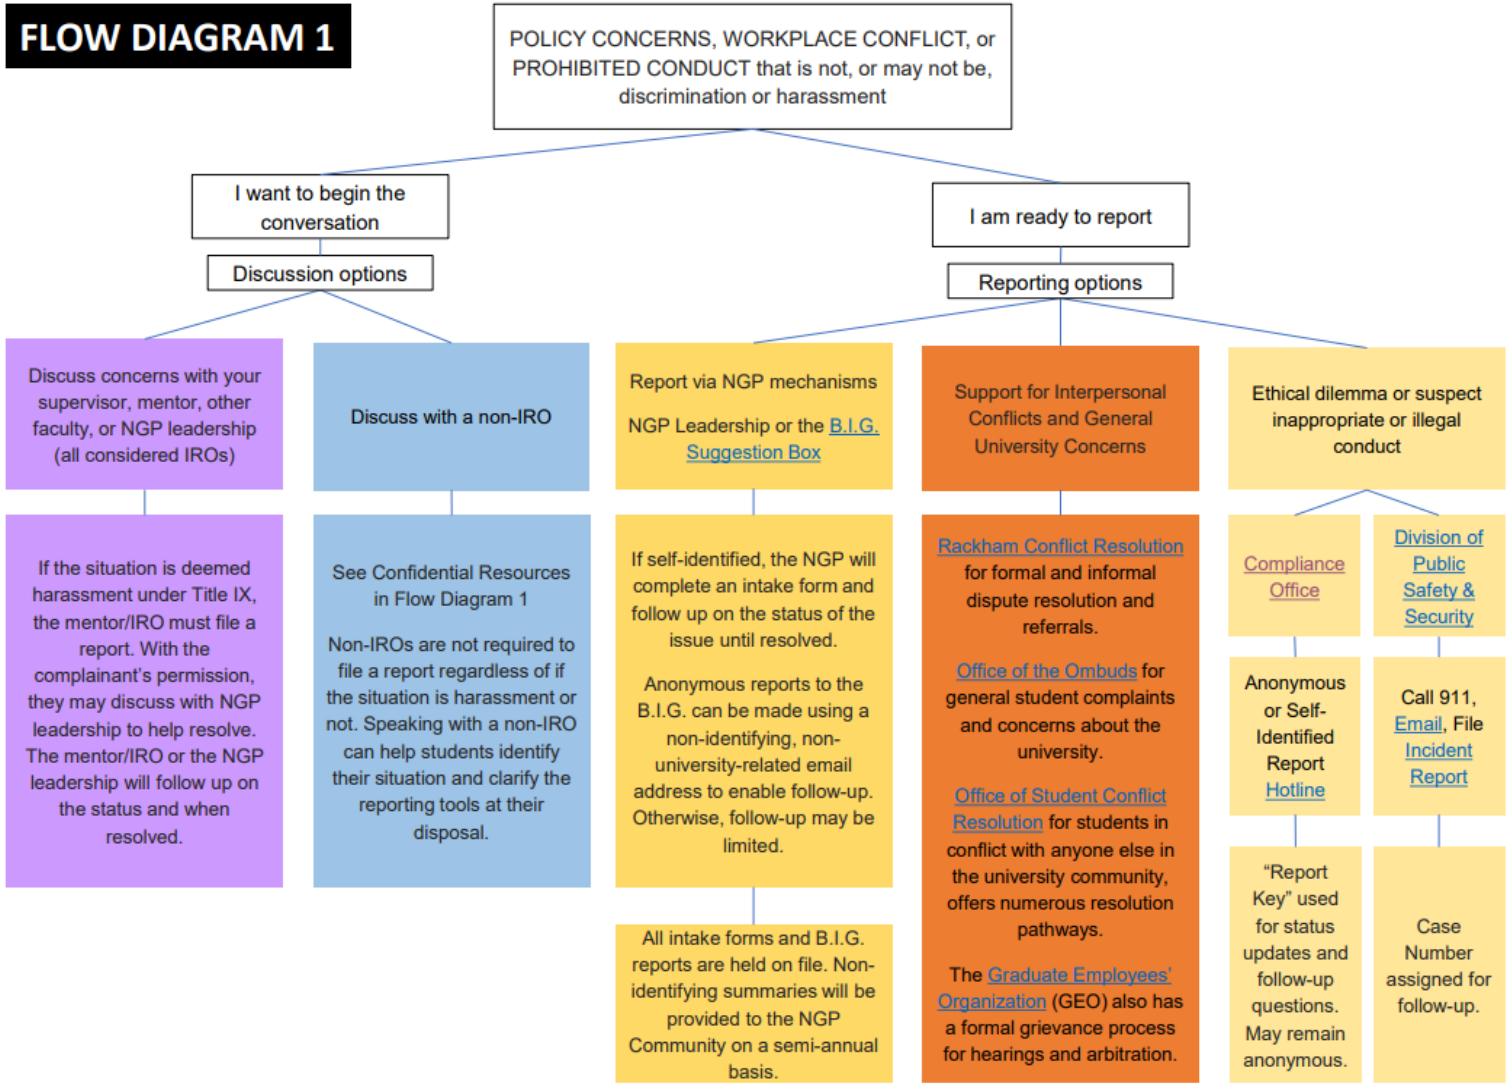 FLOW DIAGRAM 1
POLICY CONCERNS, WORKPLACE CONFLICT, or
PROHIBITED CONDUCT that is not, or may not be,
discrimination or harassment
I want to begin the
conversation
Discussion options
I am ready to report
Reporting options
Discuss concerns with your
supervisor, mentor, other
faculty, or NGP leadership
(all considered IROs)
If the situation is deemed
harassment under Title IX,
the mentor/IRO must file a
report. With the
complainant’s permission,
they may discuss with NGP
leadership to help resolve.
The mentor/IRO or the NGP
leadership will follow up on
the status and when
resolved.
Discuss with a non-IRO
See Confidential Resources
in Flow Diagram 1
Non-IROs are not required to
file a report regardless of if
the situation is harassment or
not. Speaking with a non-IRO
can help students identify
their situation and clarify the
reporting tools at their
disposal.
Report via NGP mechanisms
NGP Leadership or the B.I.G.
Suggestion Box
If self-identified, the NGP will
complete an intake form and
follow up on the status of the
issue until resolved.
Anonymous reports to the
B.I.G. can be made using a
non-identifying, non-
university-related email
address to enable follow-up.
Otherwise, follow-up may be
limited.
All intake forms and B.I.G.
reports are held on file. Non-
identifying summaries will be
provided to the NGP
Community on a semi-annual
basis.
Support for Interpersonal
Conflicts and General
University Concerns
Rackham Conflict Resolution
for formal and informal
dispute resolution and
referrals.
Office of the Ombuds for
general student complaints
and concerns about the
university.
Office of Student Conflict
Resolution for students in
conflict with anyone else in
the university community,
offers numerous resolution
pathways.
The Graduate Employees’
Organization (GEO) also has
a formal grievance process
for hearings and arbitration.
Ethical dilemma or suspect
inappropriate or illegal
conduct
Compliance
Office
Anonymous
or Self-
Identified
Report
Hotline
“Report
Key” used
for status
updates and
follow-up
questions.
May remain
anonymous.
Division of
Public
Safety &
Security
Call 911,
Email, File
Incident
Report
Case
Number
assigned for
follow-up.